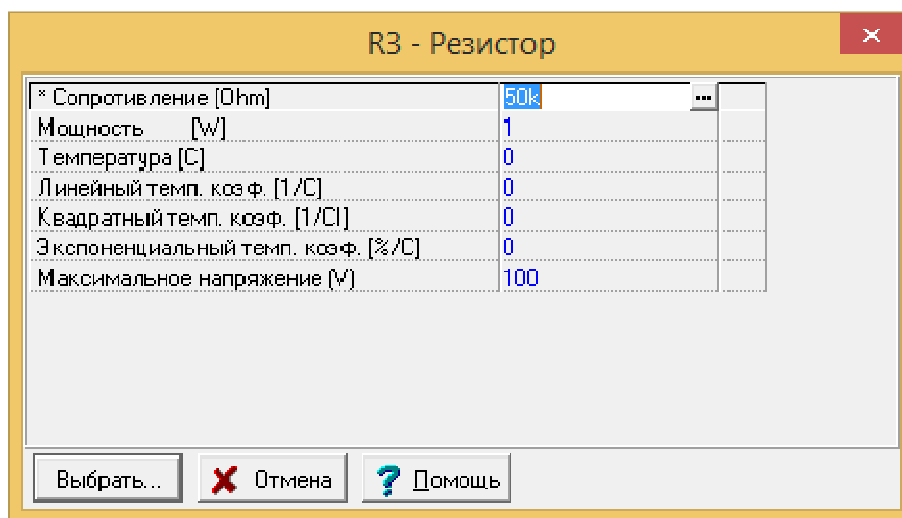 R3 - Резистор
* Сопротивление [Ohm] 50k ...
Мощность [W] 1
Температура [C] 0
Линейный темп. коэф. [1/C] 0
Квадратный темп. коэф. [1/CI] 0
Экспоненциальный темп. коэф. [%/C] 0
Максимальное напряжение (V) 100
Выбрать... Отмена ? Помощь